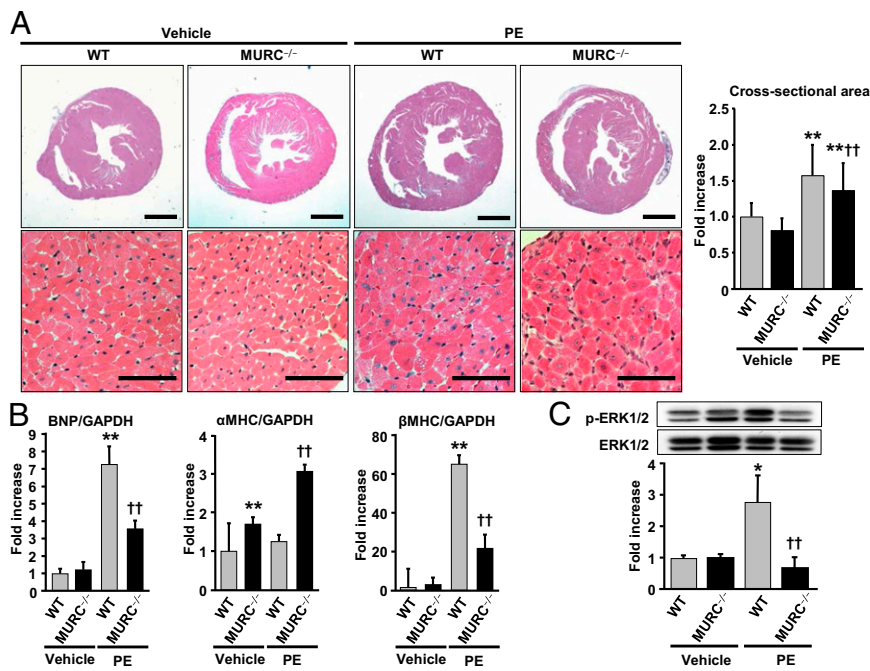 A
Vehicle
PE
WT
MURC−/−
WT
MURC−/−
Cross-sectional area
Fold increase
2.5
2.0
1.5
1.0
0.5
0
**
**††
WT
MURC−/−
WT
MURC−/−
Vehicle
PE
B
BNP/GAPDH
Fold increase
9
8
7
6
5
4
3
2
1
0
**
††
WT
MURC−/−
WT
MURC−/−
Vehicle
PE
αMHC/GAPDH
Fold increase
4
3
2
1
0
**
††
WT
MURC−/−
WT
MURC−/−
Vehicle
PE
βMHC/GAPDH
Fold increase
80
60
40
20
0
**
††
WT
MURC−/−
WT
MURC−/−
Vehicle
PE
C
p-ERK1/2
ERK1/2
Fold increase
4
3
2
1
0
*
††
WT
MURC−/−
WT
MURC−/−
Vehicle
PE